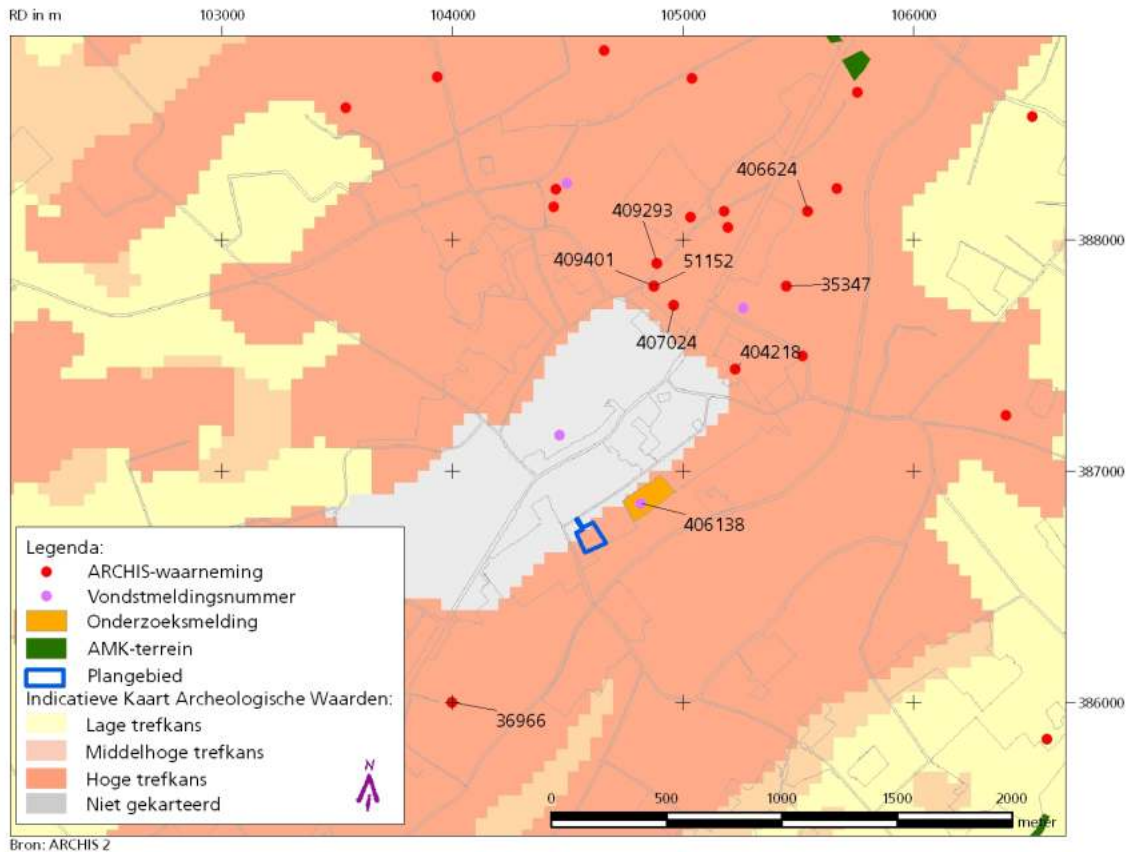 RD in m
103000
104000
105000
106000
406624
409293
388000
409401
51152
35347
407024
404218
387000
406138
Legenda:
ARCHIS-waarneming
Vondstmeldingsnummer
Onderzoeksmelding
AMK-terrein
Plangebied
Indicatieve Kaart Archeologische Waarden:
Lage trefkans
Middelhoge trefkans
Hoge trefkans
Niet gekarteerd
N
36966
386000
0 500 1000 1500 2000
meter
Bron: ARCHIS 2